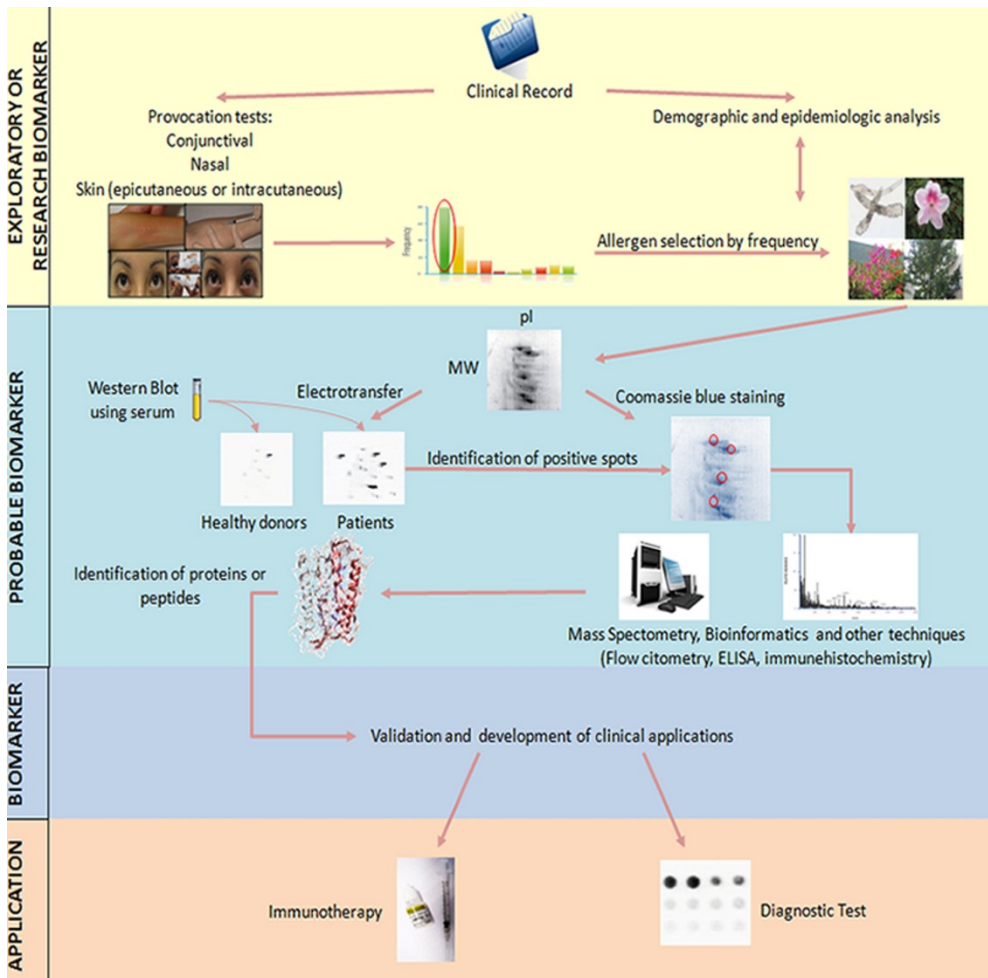 EXPLORATORY OR
RESEARCH BIOMARKER
Clinical Record
Provocation tests:
Conjunctival
Nasal
Skin (epicutaneous or intracutaneous)
Demographic and epidemiologic analysis
Frequency
Allergen selection by frequency
PROBABLE BIOMARKER
pI
MW
Western Blot
using serum
Electrotransfer
Coomassie blue staining
Identification of positive spots
Healthy donors
Patients
Identification of proteins or
peptides
Mass Spectometry, Bioinformatics and other techniques
(Flow citometry, ELISA, immunehistochemistry)
BIOMARKER
Validation and development of clinical applications
APPLICATION
Immunotherapy
Diagnostic Test